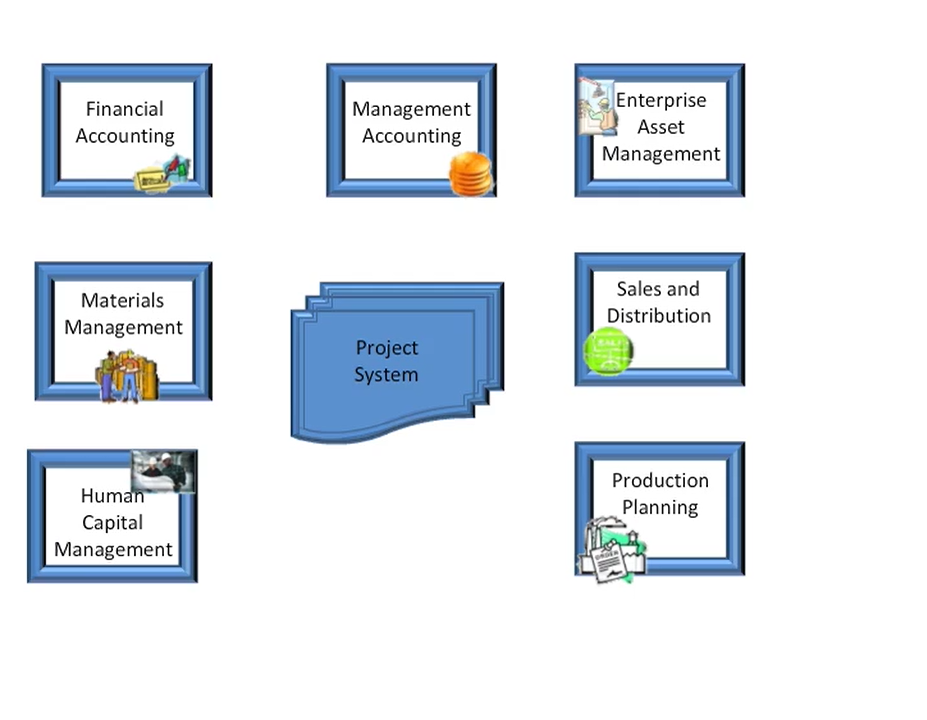 Financial
Accounting
Management
Accounting
Enterprise
Asset
Management
Materials
Management
Project
System
Sales and
Distribution
Human
Capital
Management
Production
Planning
ORDER